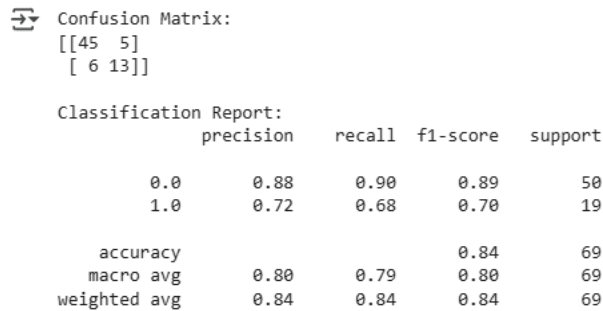 Confusion Matrix:
[[45  5]
 [ 6 13]]
Classification Report:
              precision    recall  f1-score   support
         0.0       0.88      0.90      0.89        50
         1.0       0.72      0.68      0.70        19
    accuracy                           0.84        69
   macro avg       0.80      0.79      0.80        69
weighted avg       0.84      0.84      0.84        69